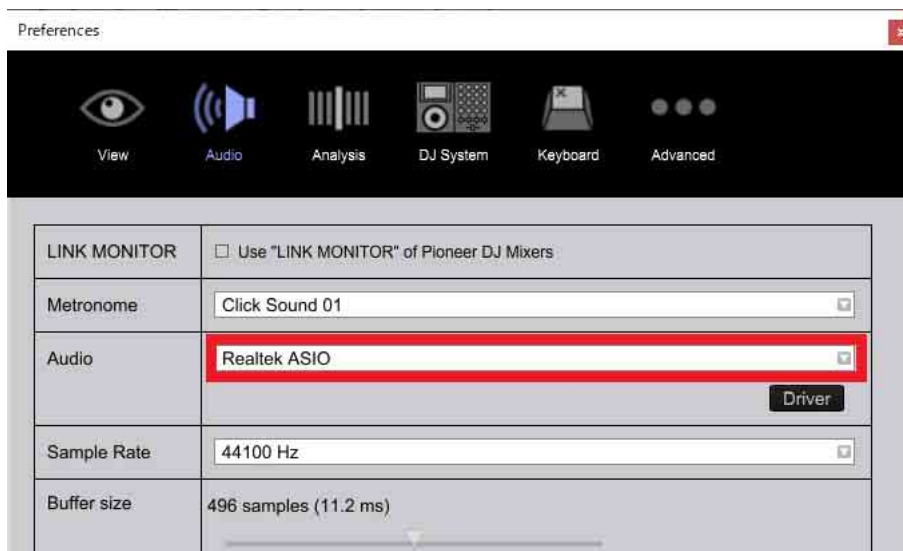 Preferences
View Audio Analysis DJ System Keyboard Advanced
LINK MONITOR Use "LINK MONITOR" of Pioneer DJ Mixers
Metronome Click Sound 01
Audio Realtek ASIO
Driver
Sample Rate 44100 Hz
Buffer size 496 samples (11.2 ms)